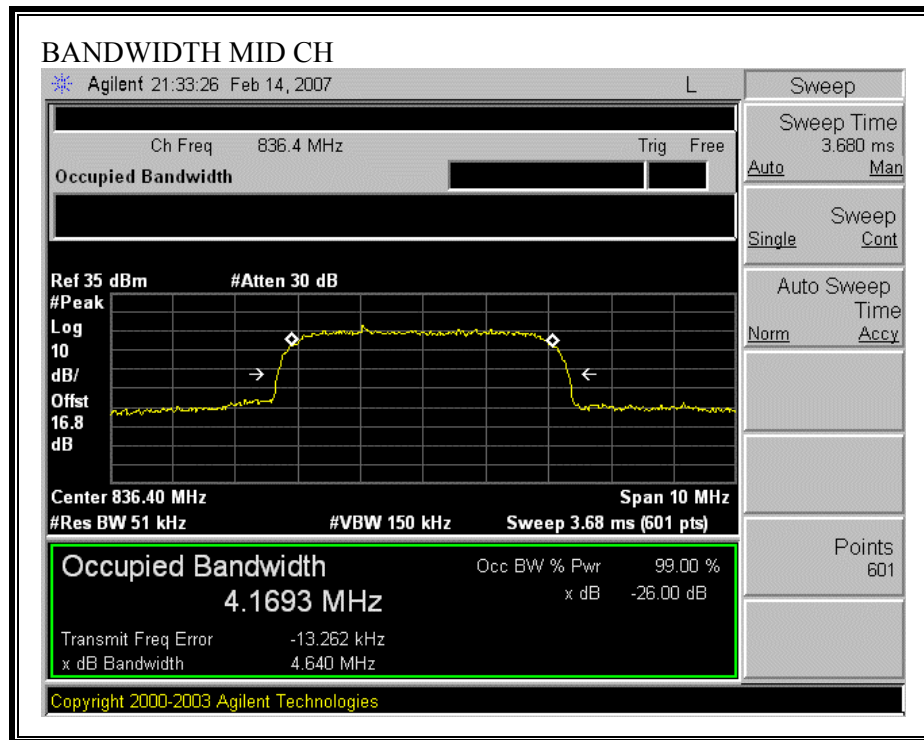 BANDWIDTH MID CH
Agilent 21:33:26 Feb 14, 2007 L
Sweep
Ch Freq 836.4 MHz Trig Free
Occupied Bandwidth
Sweep Time
3.680 ms
Auto Man
Sweep
Single Cont
Auto Sweep
Time
Norm Accy
Ref 35 dBm #Atten 30 dB
#Peak
Log
10
dB/
Offst
16.8
dB
Center 836.40 MHz Span 10 MHz
#Res BW 51 kHz #VBW 150 kHz Sweep 3.68 ms (601 pts)
Points
601
Occupied Bandwidth
4.1693 MHz
Occ BW % Pwr 99.00 %
x dB -26.00 dB
Transmit Freq Error -13.262 kHz
x dB Bandwidth 4.640 MHz
Copyright 2000-2003 Agilent Technologies